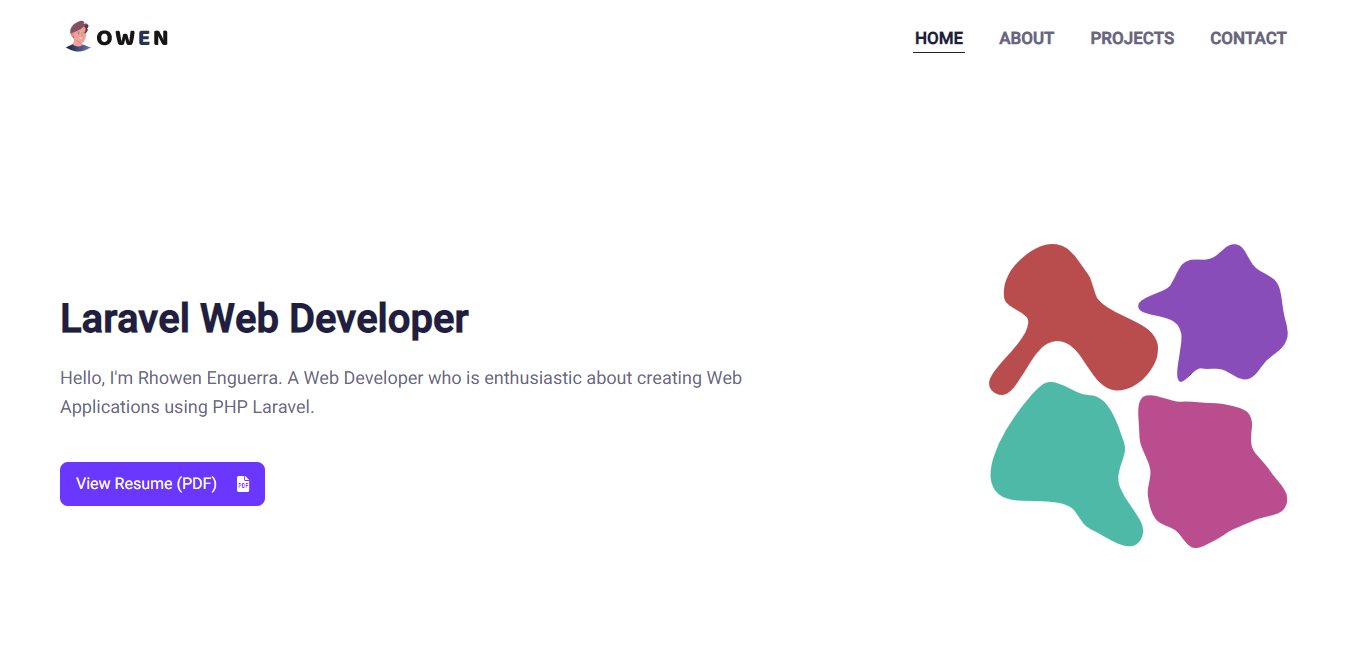 OWEN
HOME ABOUT PROJECTS CONTACT
Laravel Web Developer
Hello, I'm Rhowen Enguerra. A Web Developer who is enthusiastic about creating Web
Applications using PHP Laravel.
View Resume (PDF) PDF